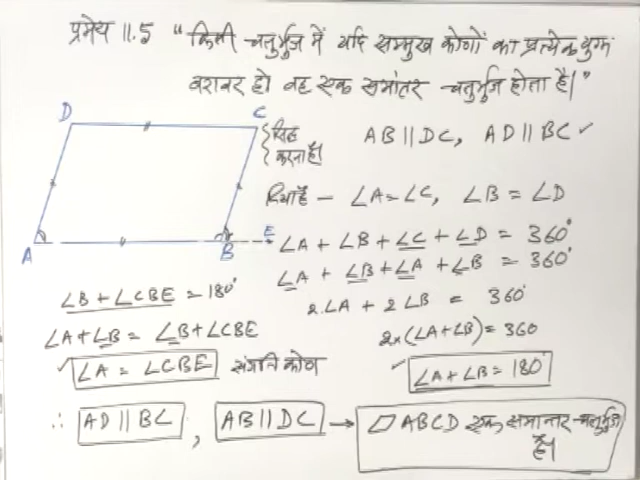 प्रमेय 11.5 "किसी चतुर्भुज में यदि सम्मुख कोणों का प्रत्येक युग्म
बराबर हो वह एक समांतर चतुर्भुज होता है।"
D C
सिद्ध करना है। AB||DC, AD||BC ✓
दिया है - ∠A=∠C, ∠B=∠D
A B E
∠A + ∠B + ∠C + ∠D = 360°
∠A + ∠B + ∠A + ∠B = 360°
∠B + ∠CBE = 180°
2∠A + 2∠B = 360°
∠A+∠B = ∠B+∠CBE
2×(∠A+∠B)=360
✓ ∠A = ∠CBE संगति कोण
✓ ∠A+∠B = 180°
∴ AD||BC, AB||DC → ▱ABCD एक समान्तर चतुर्भुज है।